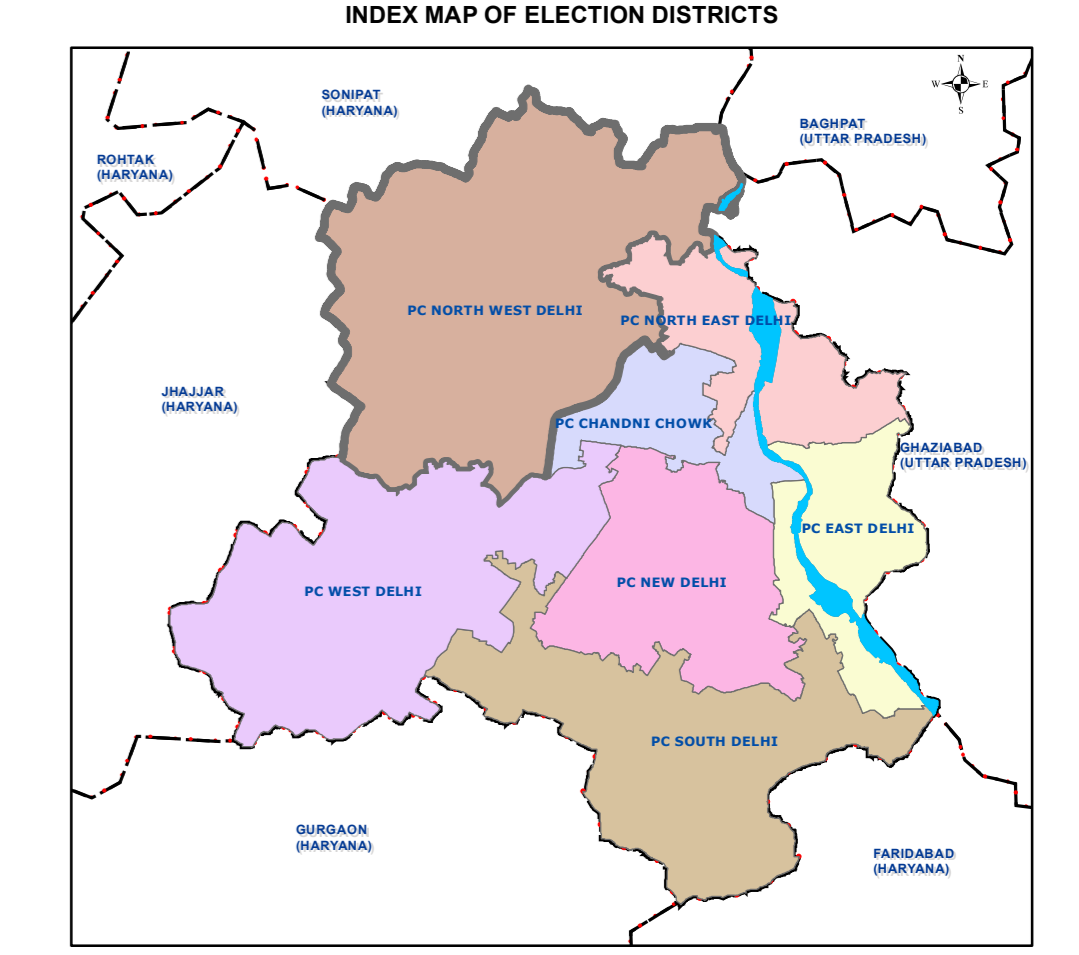 INDEX MAP OF ELECTION DISTRICTS
N
W
E
S
SONIPAT
(HARYANA)
BAGHPAT
(UTTAR PRADESH)
ROHTAK
(HARYANA)
PC NORTH WEST DELHI
PC NORTH EAST DELHI
JHAJJAR
(HARYANA)
PC CHANDNI CHOWK
GHAZIABAD
(UTTAR PRADESH)
PC EAST DELHI
PC NEW DELHI
PC WEST DELHI
PC SOUTH DELHI
GURGAON
(HARYANA)
FARIDABAD
(HARYANA)